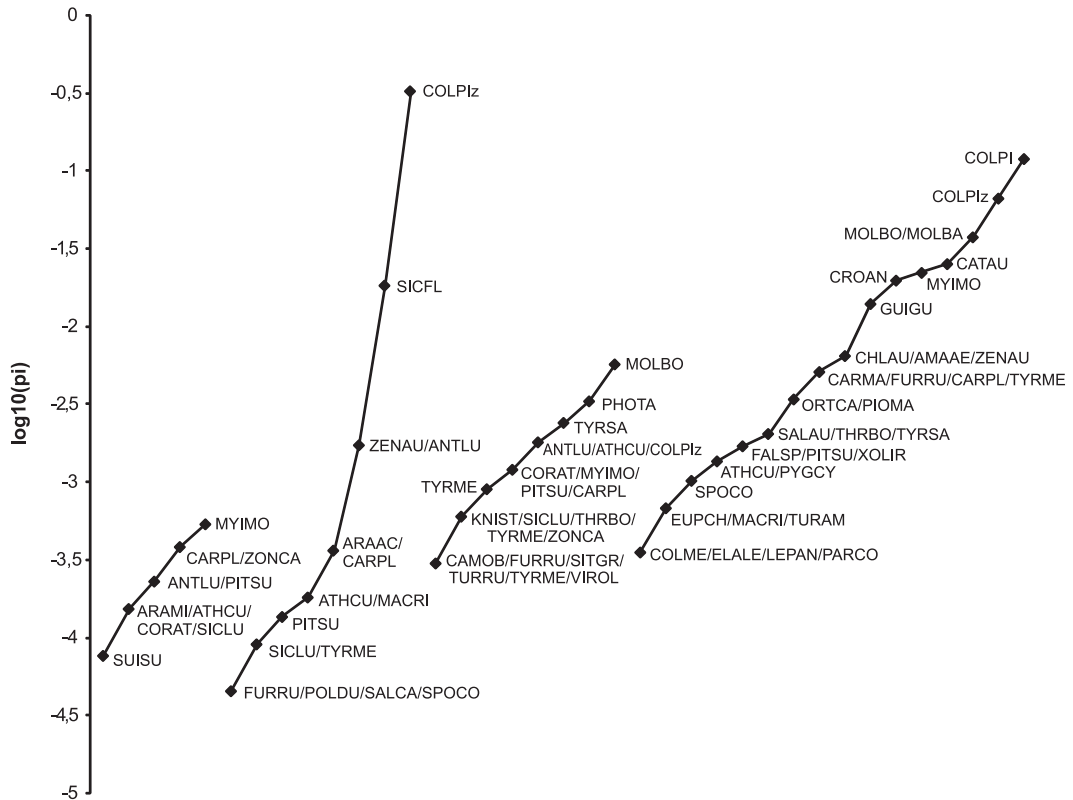 0
-0,5
-1
-1,5
-2
-2,5
-3
-3,5
-4
-4,5
-5
log10(pi)
MYIMO
CARPL/ZONCA
ANTLU/PITSU
ARAMI/ATHCU/
CORAT/SICLU
SUISU
COLPIz
SICFL
ZENAU/ANTLU
ARAAC/
CARPL
ATHCU/MACRI
PITSU
SICLU/TYRME
FURRU/POLDU/SALCA/SPOCO
MOLBO
PHOTA
TYRSA
ANTLU/ATHCU/COLPIz
CORAT/MYIMO/
PITSU/CARPL
TYRME
KNIST/SICLU/THRBO/
TYRME/ZONCA
CAMOB/FURRU/SITGR/
TURRU/TYRME/VIROL
COLPI
COLPIz
MOLBO/MOLBA
CATAU
MYIMO
CROAN
GUIGU
CHLAU/AMAAE/ZENAU
CARMA/FURRU/CARPL/TYRME
ORTCA/PIOMA
SALAU/THRBO/TYRSA
FALSP/PITSU/XOLIR
ATHCU/PYGCY
SPOCO
EUPCH/MACRI/TURAM
COLME/ELALE/LEPAN/PARCO